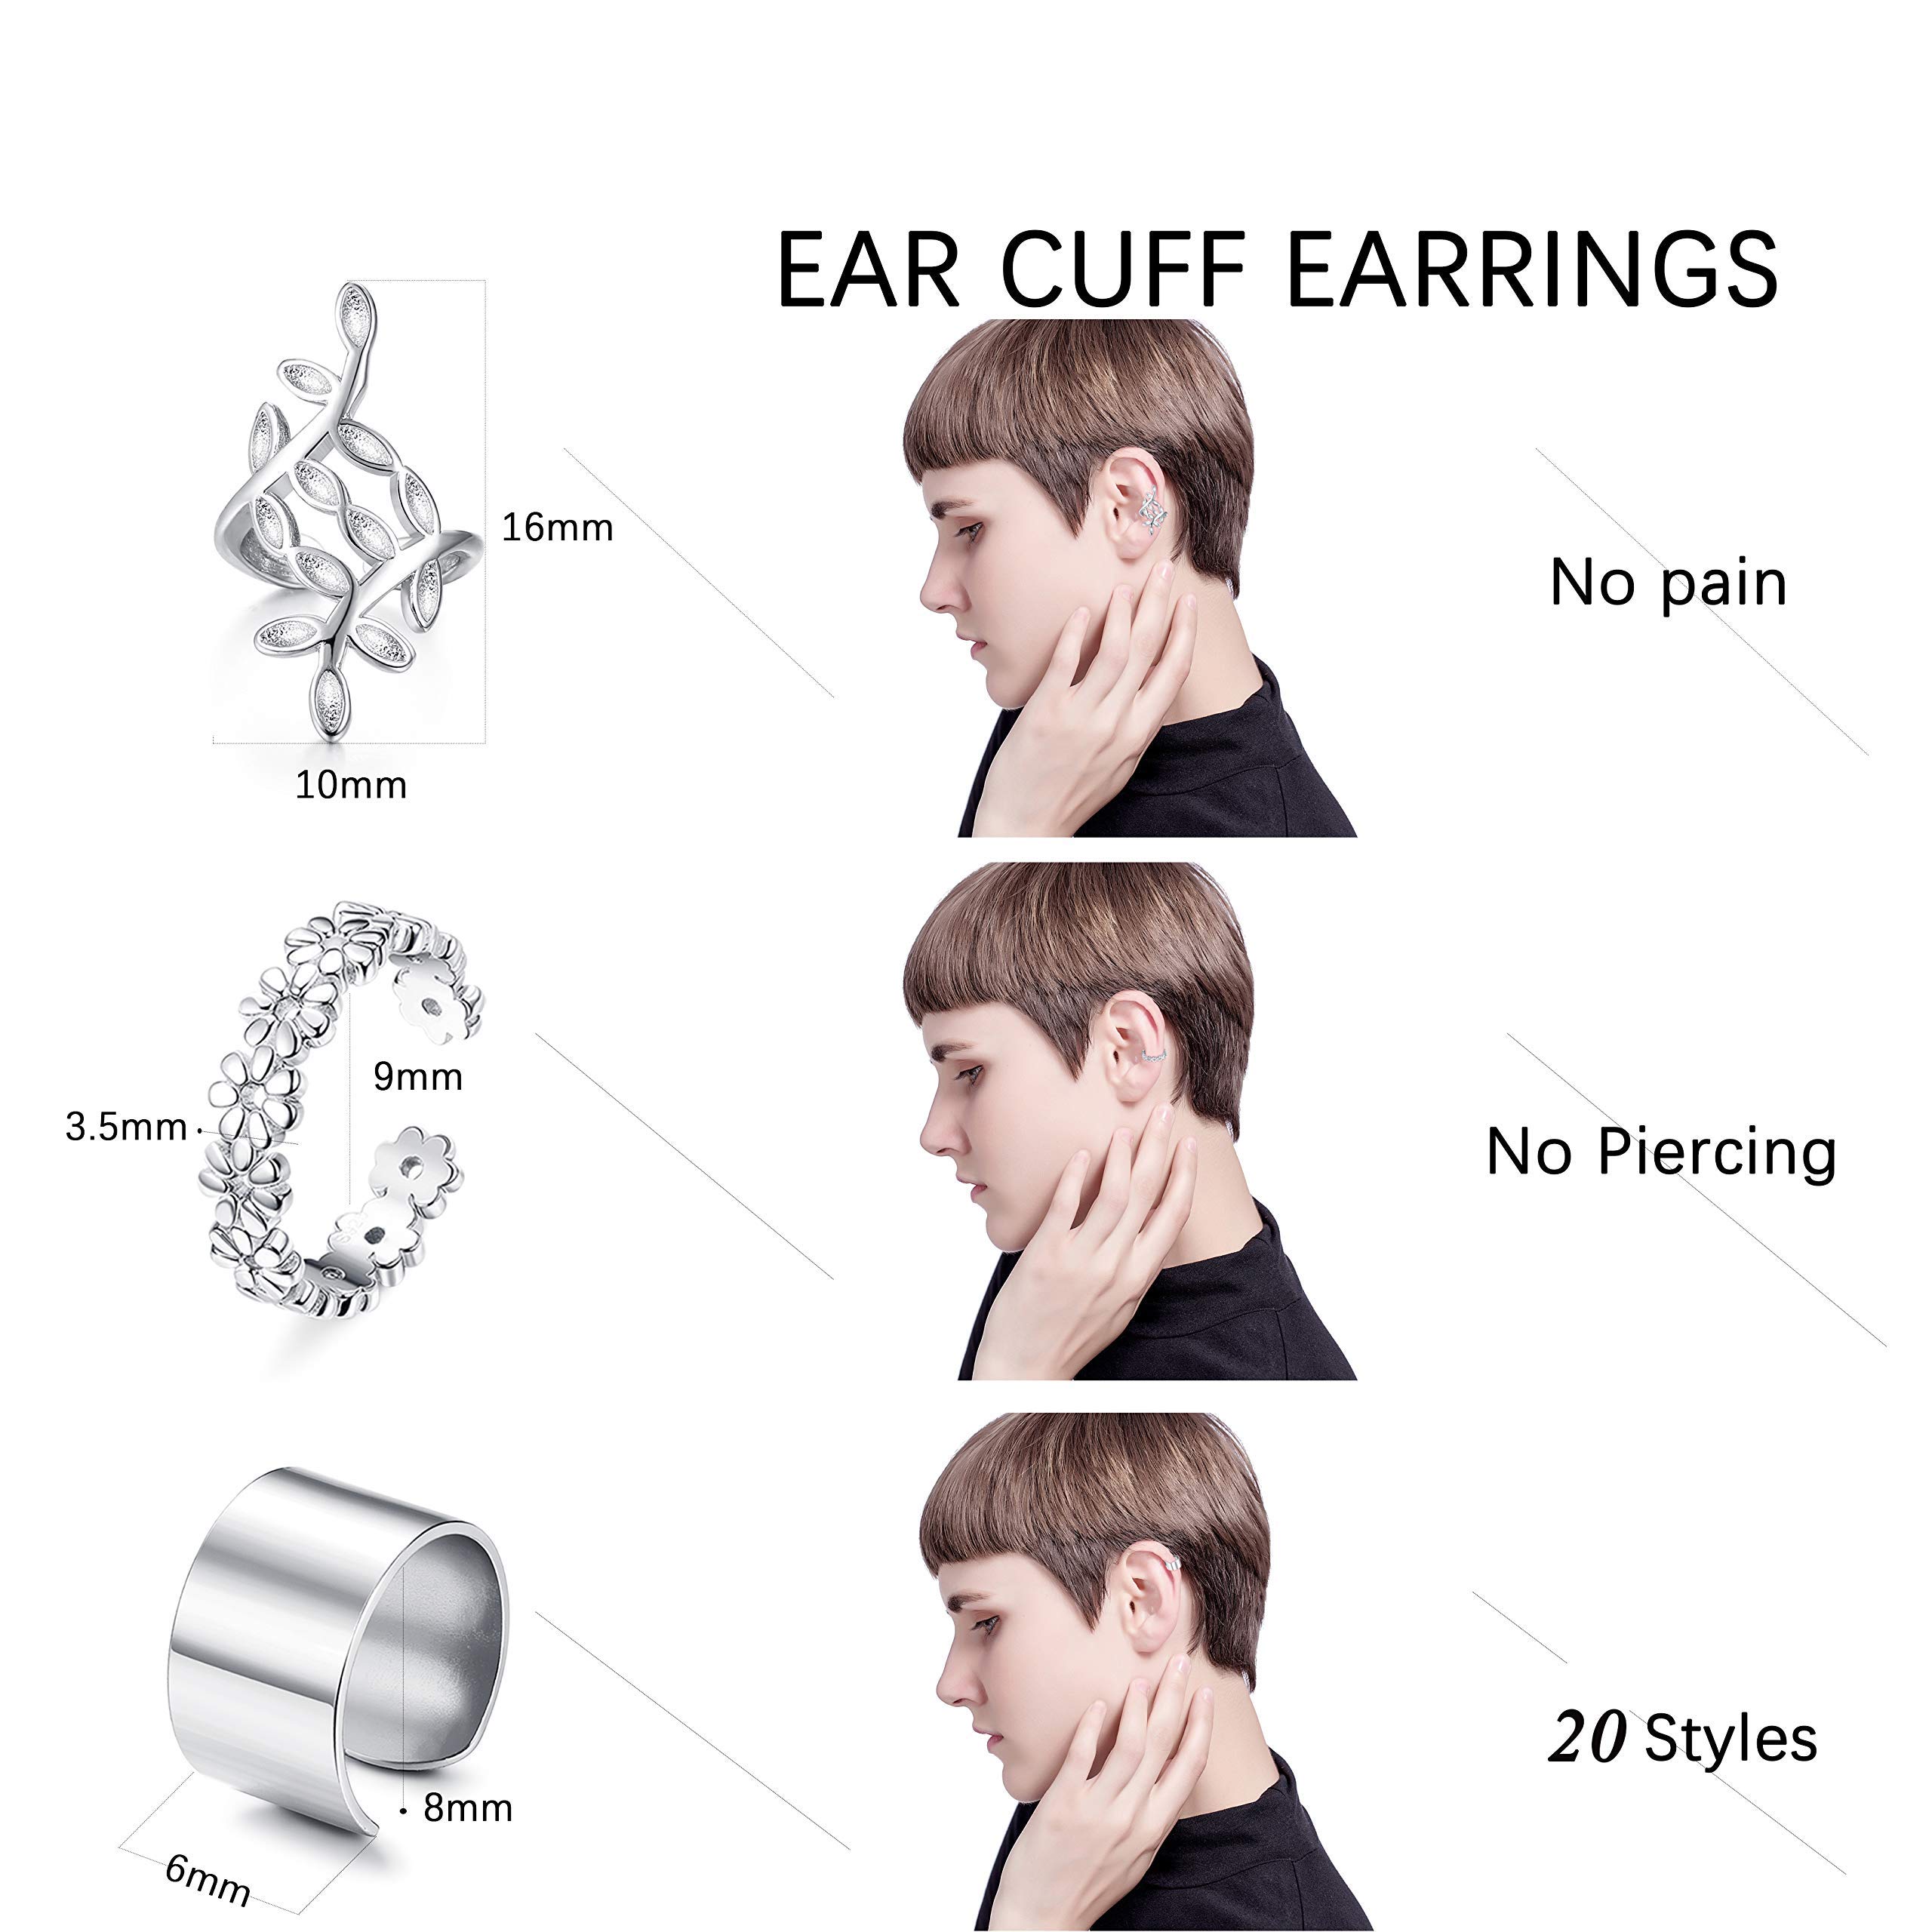 EAR CUFF EARRINGS
16mm
No pain
10mm
9mm
3.5mm
No Piercing
20 Styles
8mm
6mm